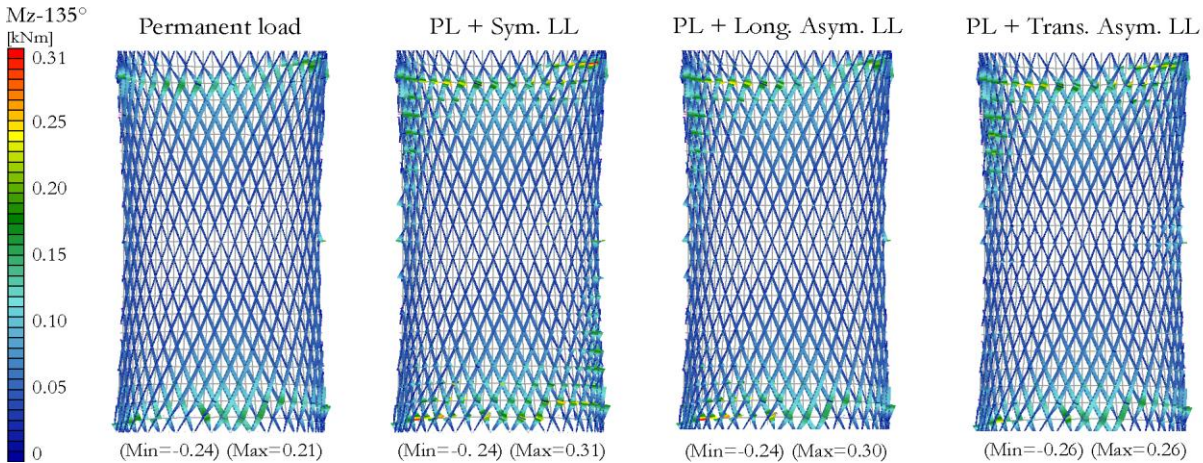 Mz-135°
[kNm]
Permanent load
PL + Sym. LL
PL + Long. Asym. LL
PL + Trans. Asym. LL
0.31
0.25
0.20
0.15
0.10
0.05
0
(Min=-0.24) (Max=0.21)
(Min=-0. 24) (Max=0.31)
(Min=-0.24) (Max=0.30)
(Min=-0.26) (Max=0.26)